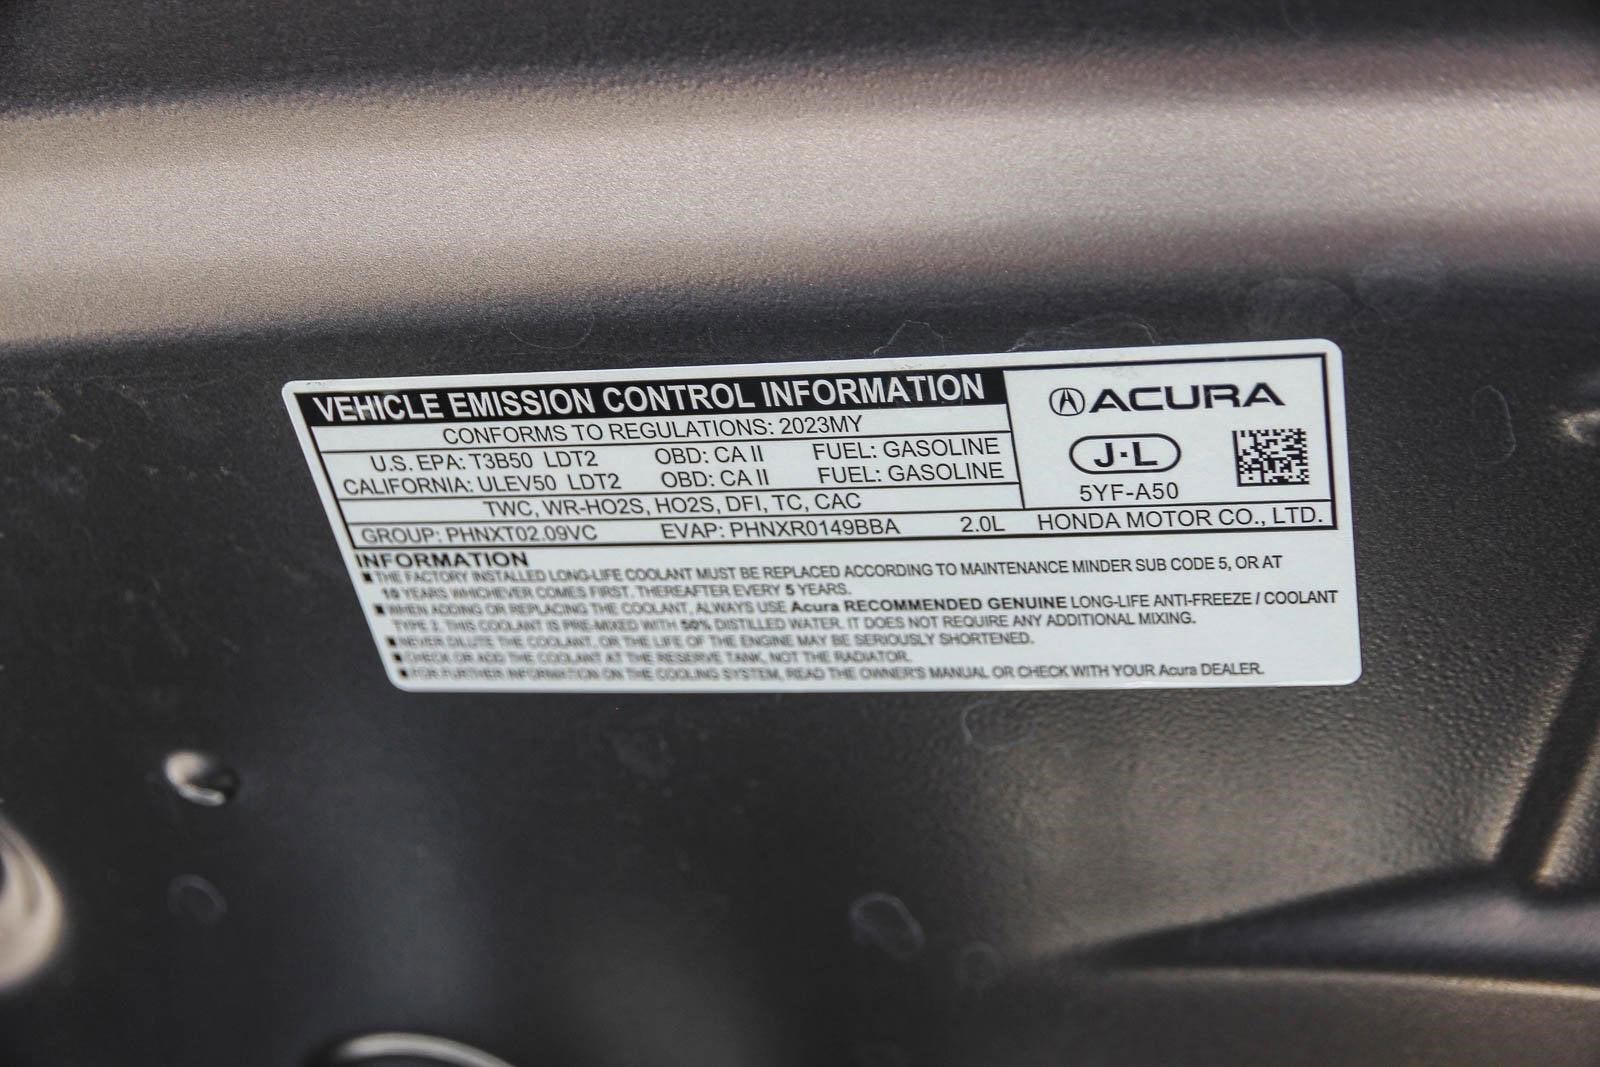 VEHICLE EMISSION CONTROL INFORMATION
CONFORMS TO REGULATIONS: 2023MY
U.S. EPA: T3B50 LDT2 OBD: CA II FUEL: GASOLINE
CALIFORNIA: ULEV50 LDT2 OBD: CA II FUEL: GASOLINE
TWC, WR-HO2S, HO2S, DFI, TC, CAC
GROUP: PHNXT02.09VC EVAP: PHNXR0149BBA 2.0L
ACURA
J·L
5YF-A50
HONDA MOTOR CO., LTD.
INFORMATION
■ THE FACTORY INSTALLED LONG-LIFE COOLANT MUST BE REPLACED ACCORDING TO MAINTENANCE MINDER SUB CODE 5, OR AT
10 YEARS WHICHEVER COMES FIRST. THEREAFTER EVERY 5 YEARS.
■ WHEN ADDING OR REPLACING THE COOLANT, ALWAYS USE Acura RECOMMENDED GENUINE LONG-LIFE ANTI-FREEZE / COOLANT
TYPE 2. THIS COOLANT IS PRE-MIXED WITH 50% DISTILLED WATER. IT DOES NOT REQUIRE ANY ADDITIONAL MIXING.
■ NEVER DILUTE THE COOLANT, OR THE LIFE OF THE ENGINE MAY BE SERIOUSLY SHORTENED.
■ CHECK OR ADD THE COOLANT AT THE RESERVE TANK, NOT THE RADIATOR.
■ FOR FURTHER INFORMATION ON THE COOLING SYSTEM, READ THE OWNER'S MANUAL OR CHECK WITH YOUR Acura DEALER.